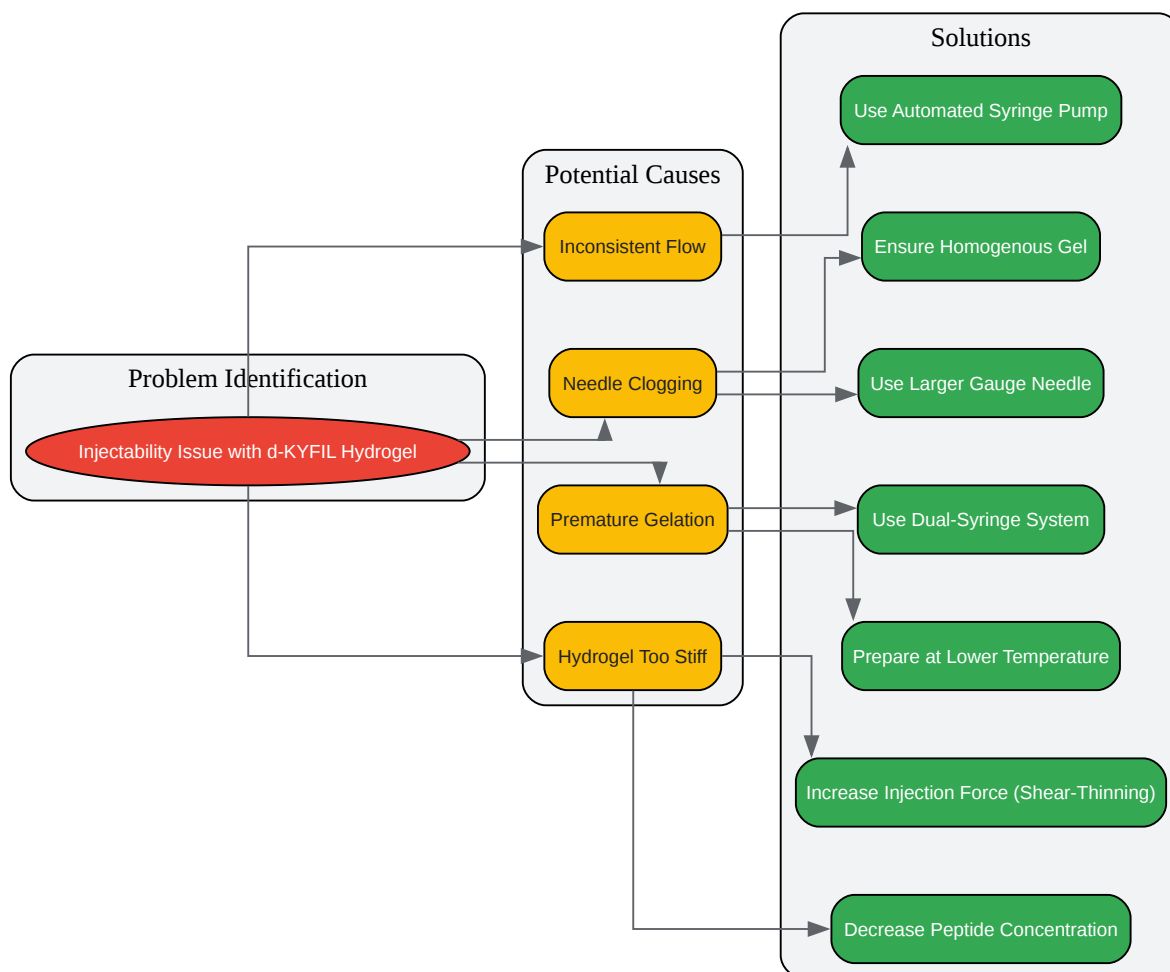 Solutions
Use Automated Syringe Pump
Potential Causes
Inconsistent Flow
Ensure Homogenous Gel
Problem Identification
Needle Clogging
Use Larger Gauge Needle
Injectability Issue with d-KYFIL Hydrogel
Premature Gelation
Use Dual-Syringe System
Hydrogel Too Stiff
Prepare at Lower Temperature
Increase Injection Force (Shear-Thinning)
Decrease Peptide Concentration